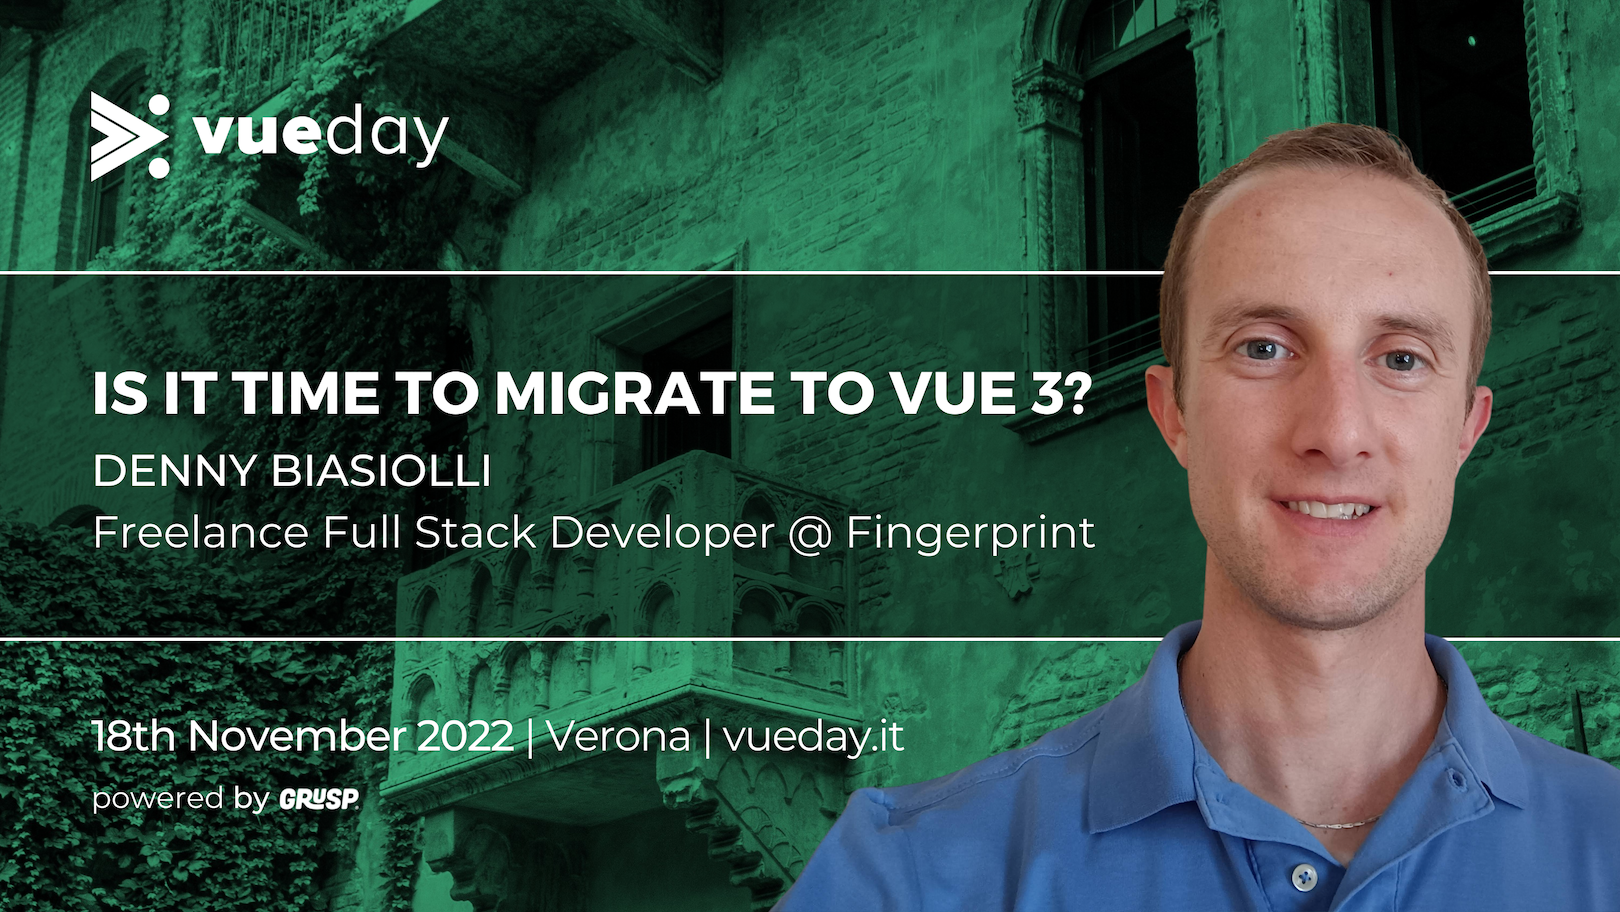 vueday
IS IT TIME TO MIGRATE TO VUE 3?
DENNY BIASIOLLI
Freelance Full Stack Developer @ Fingerprint
18th November 2022 | Verona | vueday.it
powered by GRUSP